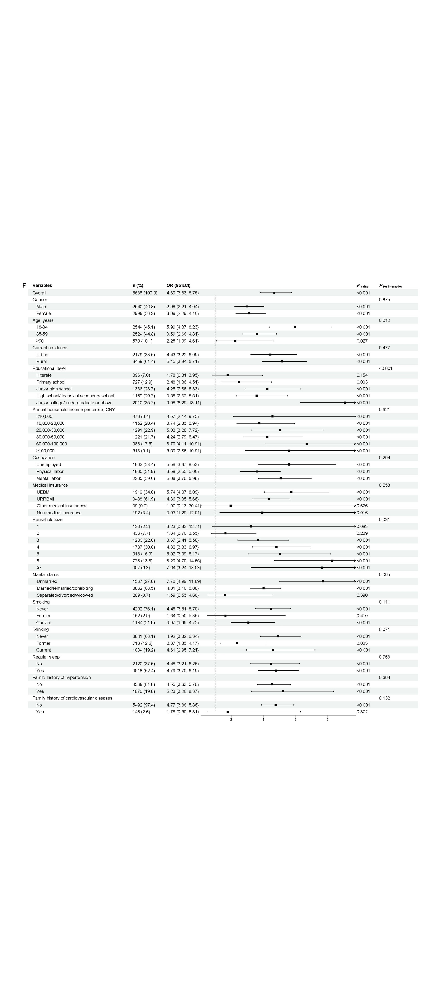 F Variables n (%) OR (95%CI) P value P for interaction
Overall 5638 (100.0) 4.69 (3.83, 5.75) <0.001
Gender 0.875
Male 2640 (46.8) 2.98 (2.21, 4.04) <0.001
Female 2998 (53.2) 3.09 (2.29, 4.16) <0.001
Age, years 0.012
18-34 2544 (45.1) 5.99 (4.37, 8.23) <0.001
35-59 2524 (44.8) 3.59 (2.68, 4.81) <0.001
≥60 570 (10.1) 2.25 (1.09, 4.61) 0.027
Current residence 0.477
Urban 2179 (38.6) 4.43 (3.22, 6.09) <0.001
Rural 3459 (61.4) 5.15 (3.94, 6.71) <0.001
Educational level <0.001
Illiterate 396 (7.0) 1.78 (0.81, 3.95) 0.154
Primary school 727 (12.9) 2.48 (1.36, 4.51) 0.003
Junior high school 1336 (23.7) 4.25 (2.86, 6.33) <0.001
High school/ technical secondary school 1169 (20.7) 3.58 (2.32, 5.51) <0.001
Junior college/ undergraduate or above 2010 (35.7) 9.08 (6.29, 13.11) <0.001
Annual household income per capita, CNY 0.621
<10,000 473 (8.4) 4.57 (2.14, 9.75) <0.001
10,000-20,000 1152 (20.4) 3.74 (2.35, 5.94) <0.001
20,000-30,000 1291 (22.9) 5.03 (3.28, 7.72) <0.001
30,000-50,000 1221 (21.7) 4.24 (2.79, 6.47) <0.001
50,000-100,000 988 (17.5) 6.70 (4.11, 10.91) <0.001
≥100,000 513 (9.1) 5.59 (2.86, 10.91) <0.001
Occupation 0.204
Unemployed 1603 (28.4) 5.59 (3.67, 8.53) <0.001
Physical labor 1800 (31.9) 3.59 (2.55, 5.06) <0.001
Mental labor 2235 (39.6) 5.08 (3.70, 6.98) <0.001
Medical insurance 0.553
UEBMI 1919 (34.0) 5.74 (4.07, 8.09) <0.001
URRBMI 3488 (61.9) 4.36 (3.35, 5.66) <0.001
Other medical insurances 39 (0.7) 1.97 (0.13, 30.41) 0.626
Non-medical insurance 192 (3.4) 3.93 (1.29, 12.01) 0.016
Household size 0.031
1 126 (2.2) 3.23 (0.82, 12.71) 0.093
2 436 (7.7) 1.64 (0.76, 3.55) 0.209
3 1286 (22.8) 3.67 (2.41, 5.58) <0.001
4 1737 (30.8) 4.82 (3.33, 6.97) <0.001
5 918 (16.3) 5.02 (3.09, 8.17) <0.001
6 778 (13.8) 8.29 (4.70, 14.65) <0.001
≥7 357 (6.3) 7.64 (3.24, 18.03) <0.001
Marital status 0.005
Unmarried 1567 (27.8) 7.70 (4.99, 11.89) <0.001
Married/remarried/cohabiting 3862 (68.5) 4.01 (3.16, 5.08) <0.001
Separated/divorced/widowed 209 (3.7) 1.59 (0.55, 4.60) 0.390
Smoking 0.111
Never 4292 (76.1) 4.48 (3.51, 5.70) <0.001
Former 162 (2.9) 1.64 (0.50, 5.36) 0.410
Current 1184 (21.0) 3.07 (1.99, 4.72) <0.001
Drinking 0.071
Never 3841 (68.1) 4.92 (3.82, 6.34) <0.001
Former 713 (12.6) 2.37 (1.35, 4.17) 0.003
Current 1084 (19.2) 4.61 (2.95, 7.21) <0.001
Regular sleep 0.758
No 2120 (37.6) 4.48 (3.21, 6.26) <0.001
Yes 3518 (62.4) 4.79 (3.70, 6.19) <0.001
Family history of hypertension 0.604
No 4568 (81.0) 4.55 (3.63, 5.70) <0.001
Yes 1070 (19.0) 5.23 (3.26, 8.37) <0.001
Family history of cardiovascular diseases 0.132
No 5492 (97.4) 4.77 (3.88, 5.86) <0.001
Yes 146 (2.6) 1.78 (0.50, 6.31) 0.372
2 4 6 8